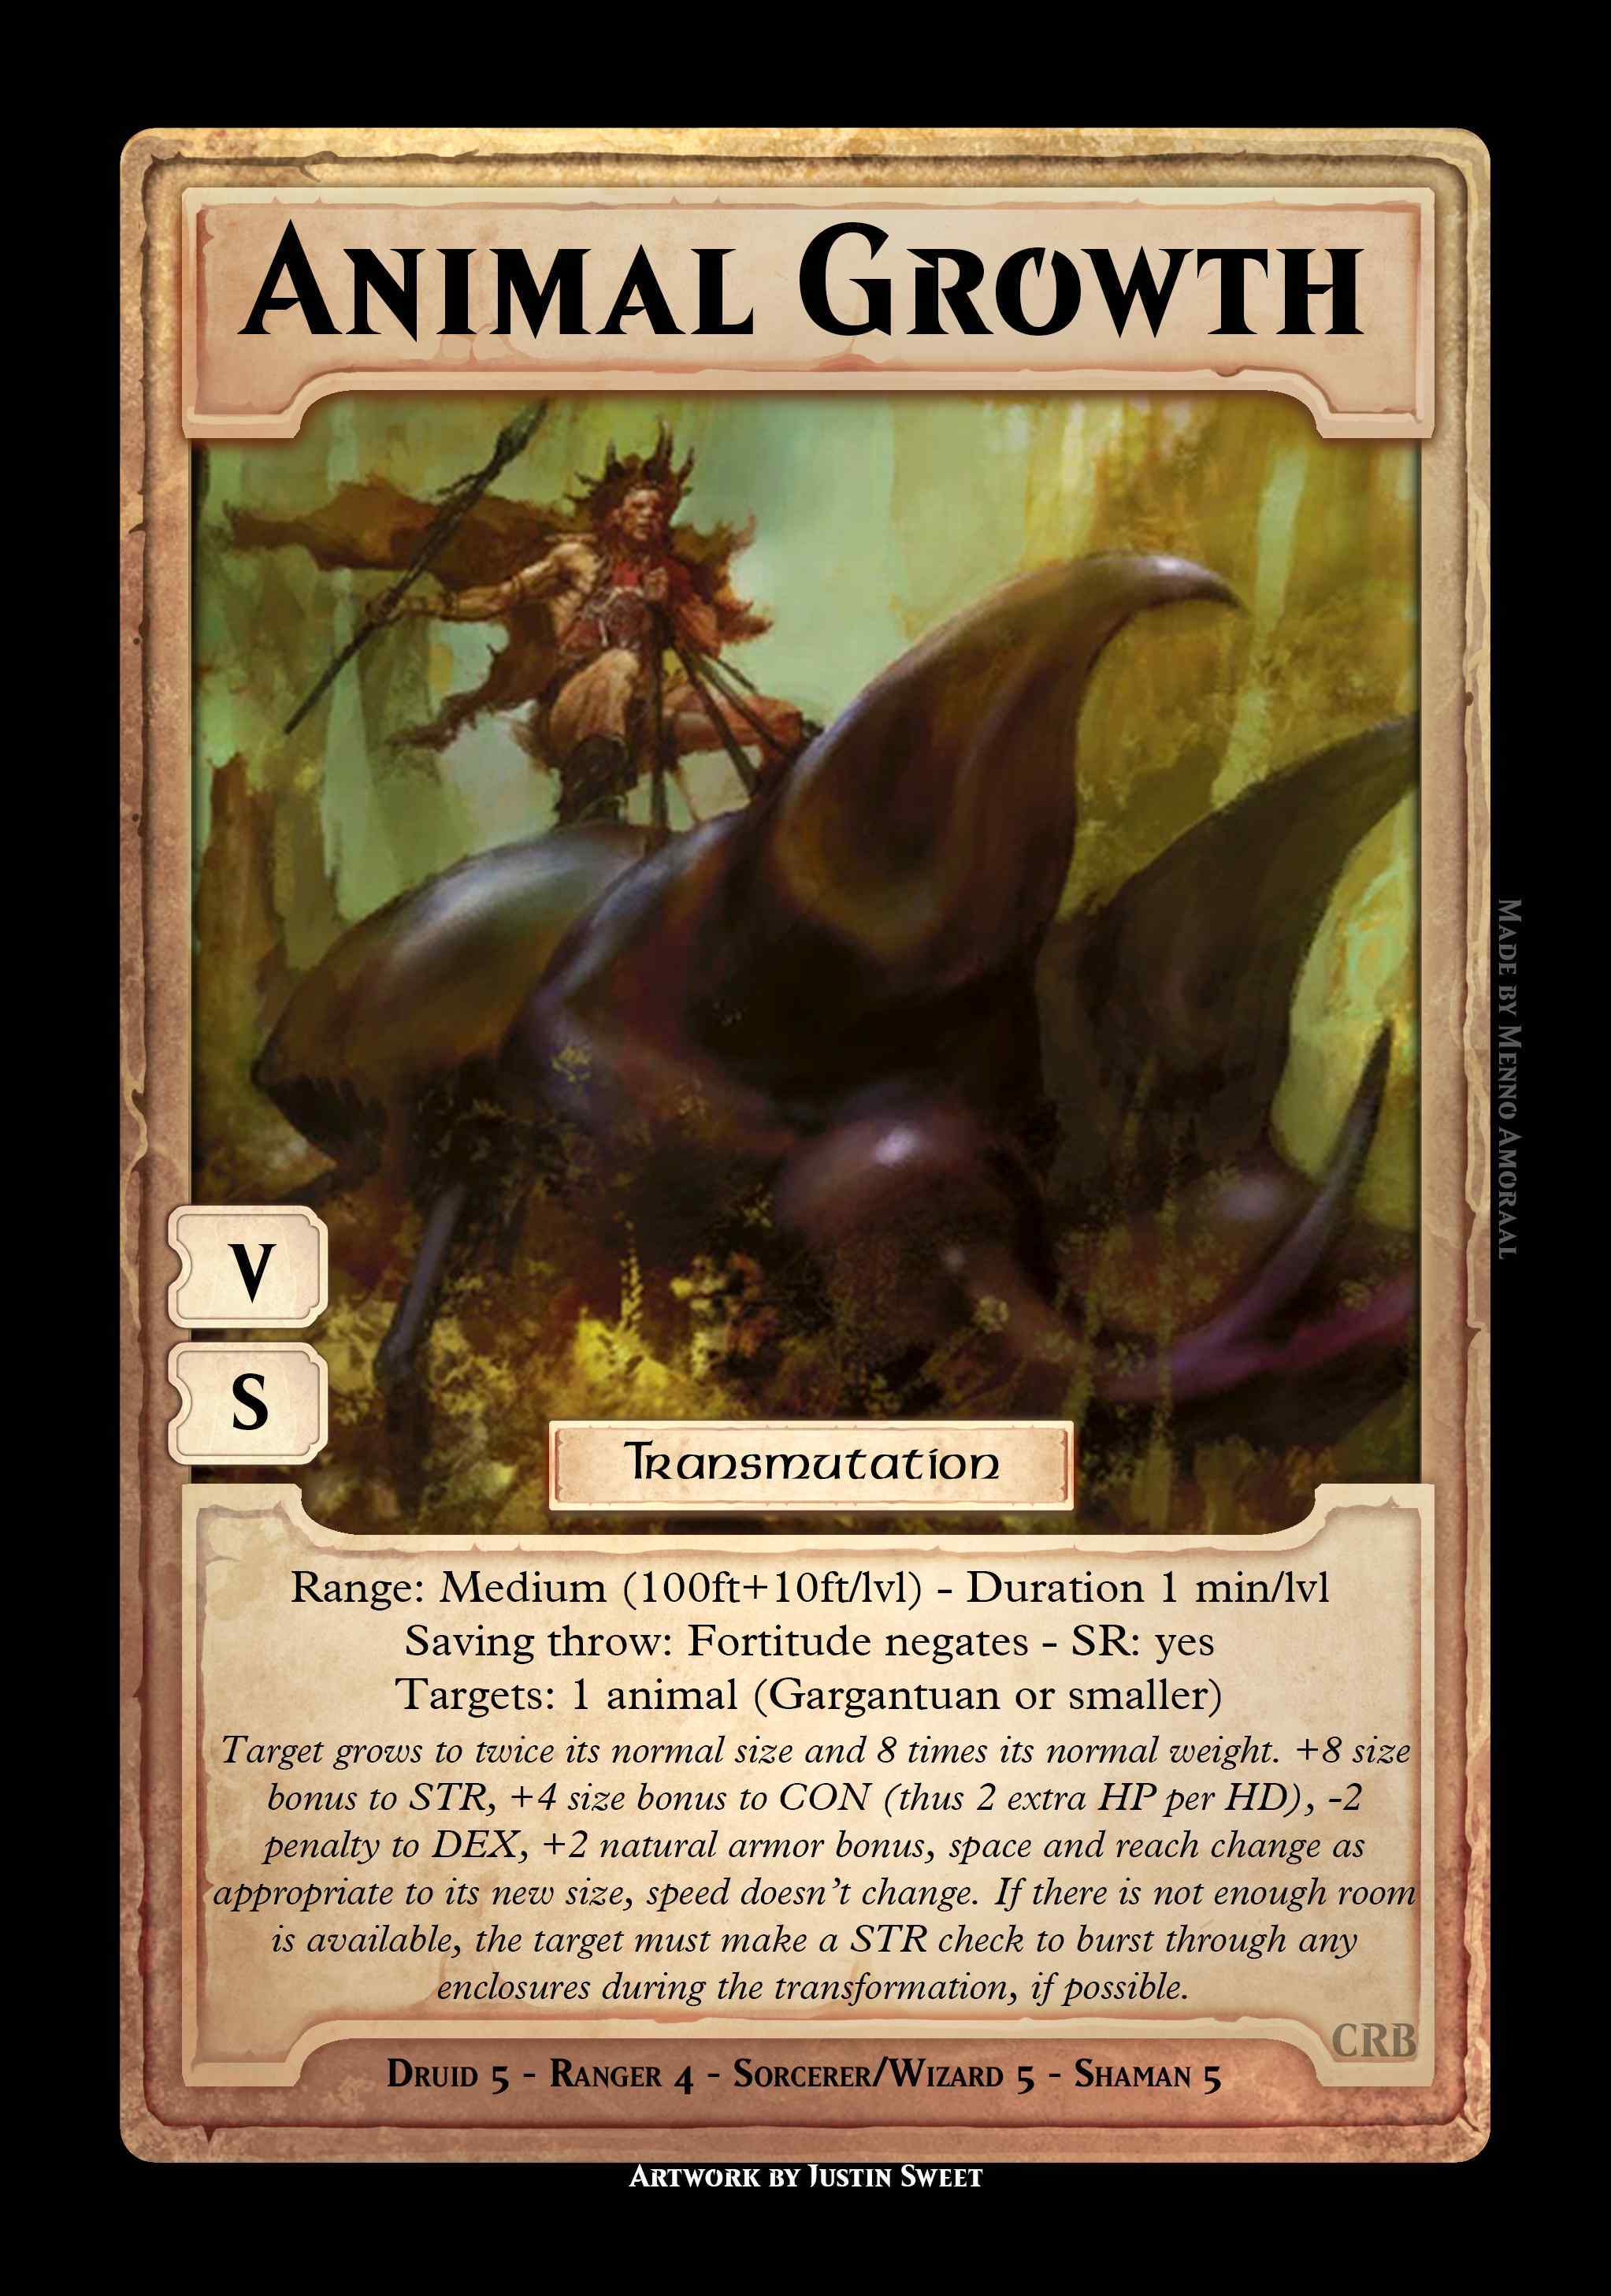 Animal Growth
V
S
Transmutation
Range: Medium (100ft+10ft/lvl) - Duration 1 min/lvl
Saving throw: Fortitude negates - SR: yes
Targets: 1 animal (Gargantuan or smaller)
Target grows to twice its normal size and 8 times its normal weight. +8 size
bonus to STR, +4 size bonus to CON (thus 2 extra HP per HD), -2
penalty to DEX, +2 natural armor bonus, space and reach change as
appropriate to its new size, speed doesn't change. If there is not enough room
is available, the target must make a STR check to burst through any
enclosures during the transformation, if possible.
CRB
Druid 5 - Ranger 4 - Sorcerer/Wizard 5 - Shaman 5
Artwork by Justin Sweet
Made by Menno Amoraal